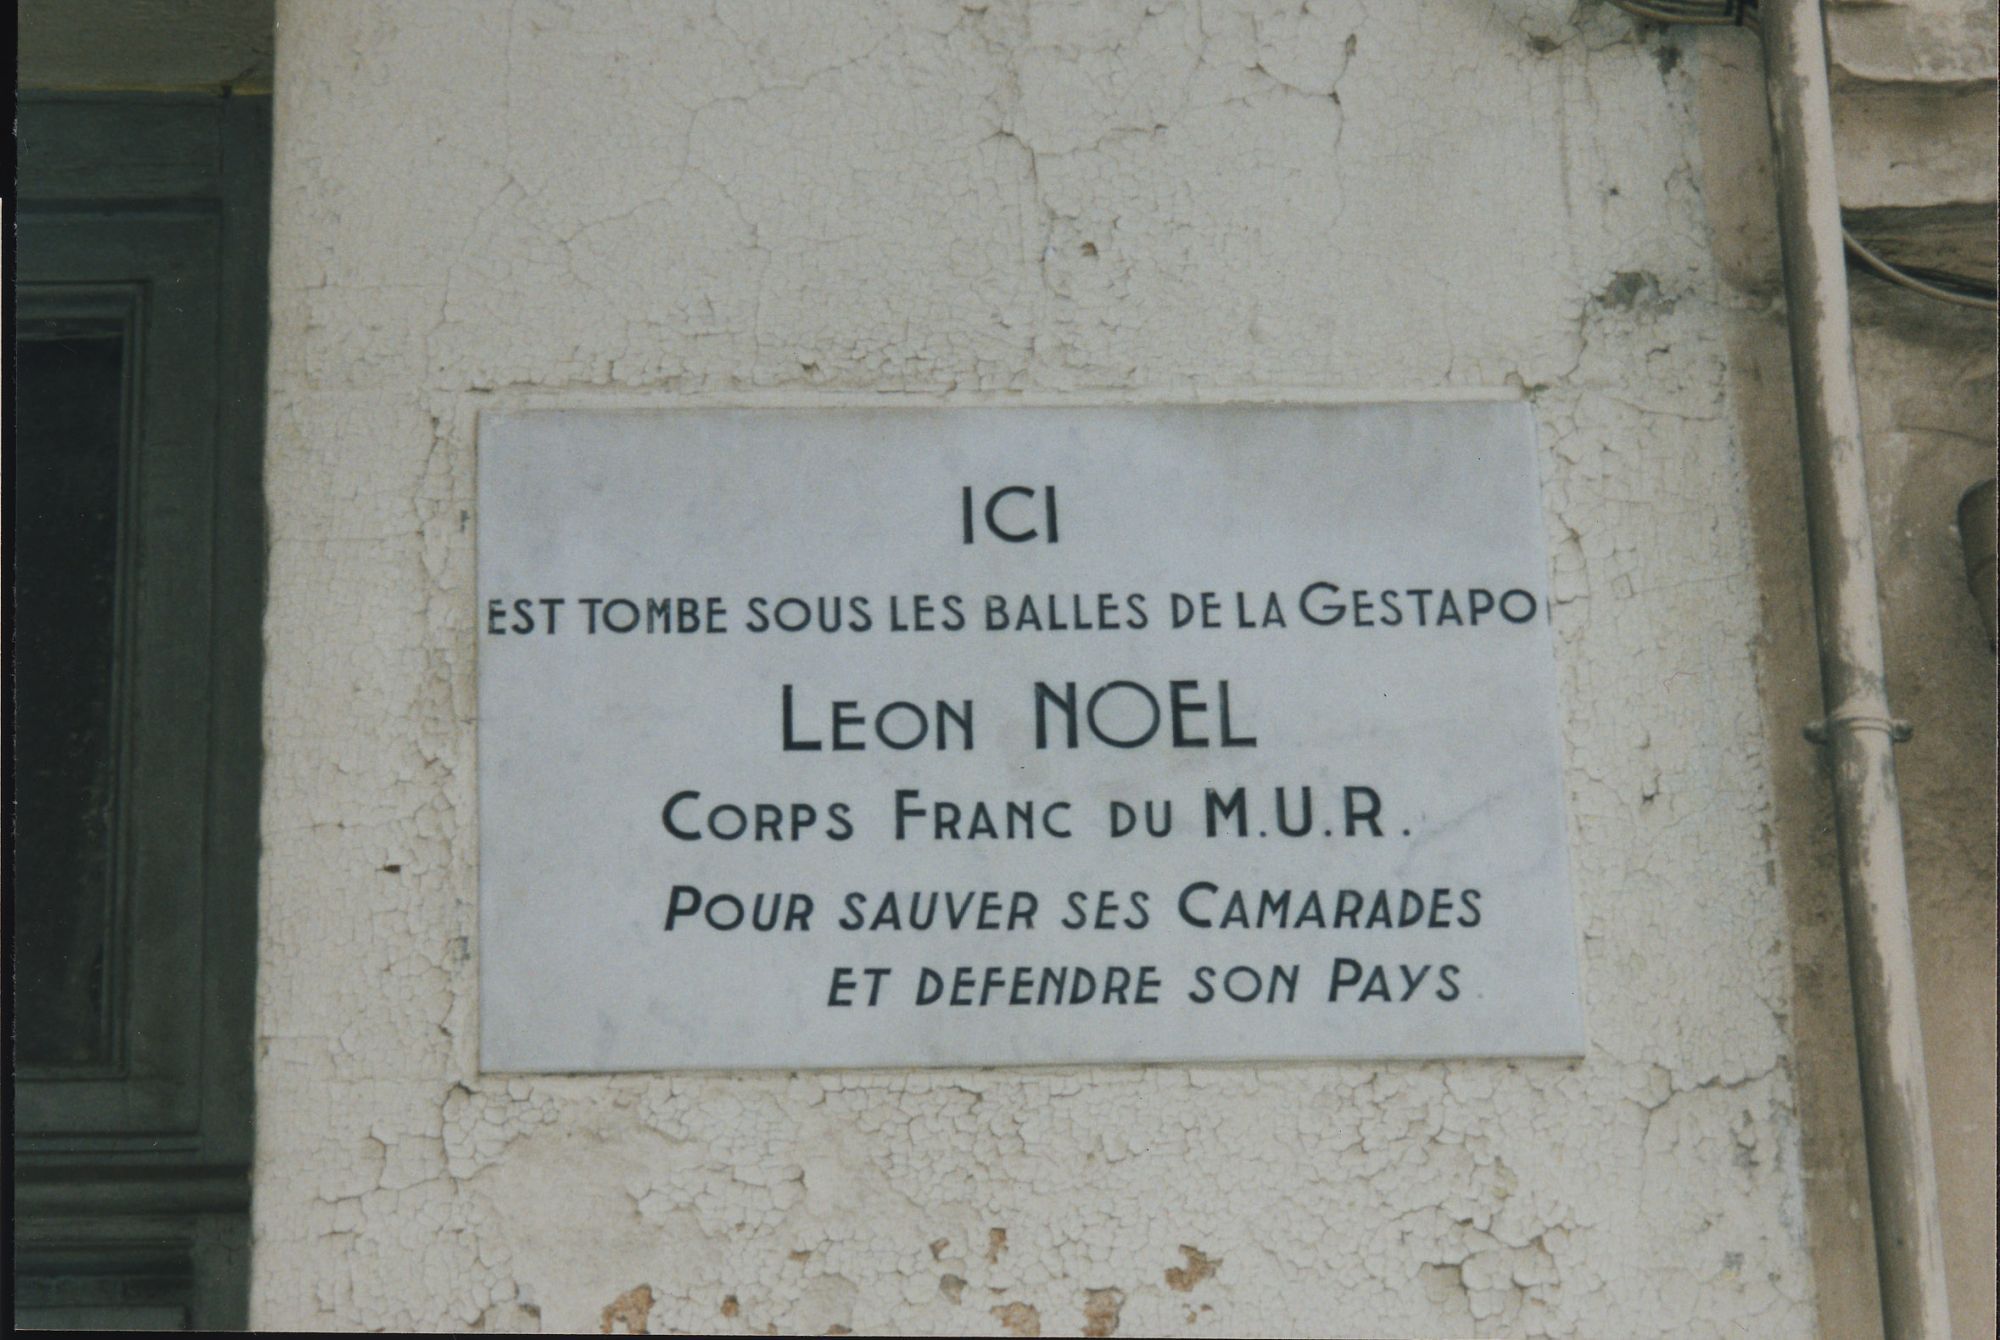 ICI
EST TOMBE SOUS LES BALLES DE LA GESTAPO
LEON NOEL
CORPS FRANC DU M.U.R.
POUR SAUVER SES CAMARADES
ET DEFENDRE SON PAYS